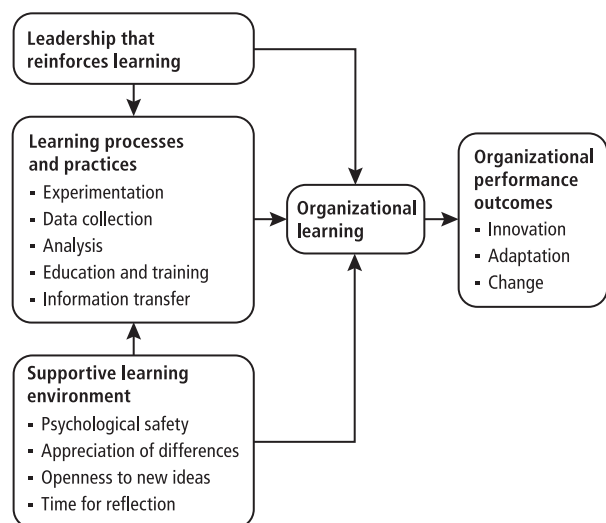 Leadership that
reinforces learning
Learning processes
and practices
▪ Experimentation
▪ Data collection
▪ Analysis
▪ Education and training
▪ Information transfer
Supportive learning
environment
▪ Psychological safety
▪ Appreciation of differences
▪ Openness to new ideas
▪ Time for reflection
Organizational
learning
Organizational
performance
outcomes
▪ Innovation
▪ Adaptation
▪ Change